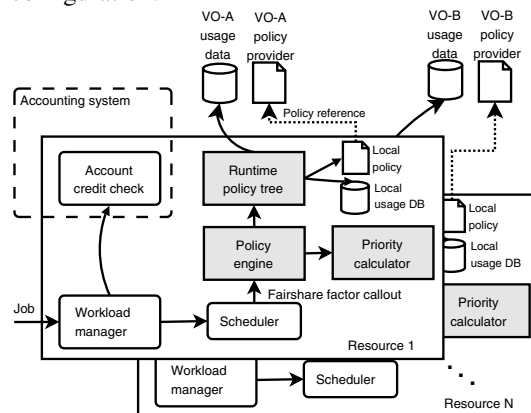 VO-A
usage
data
VO-A
policy
provider
VO-B
usage
data
VO-B
policy
provider
Accounting system
Policy reference
Account
credit check
Runtime
policy tree
Local
policy
Local
usage DB
Local
policy
Local
usage DB
Policy
engine
Priority
calculator
Fairshare factor callout
Job
Workload
manager
Scheduler
Priority
calculator
Resource 1
Workload
manager
Scheduler
Resource N